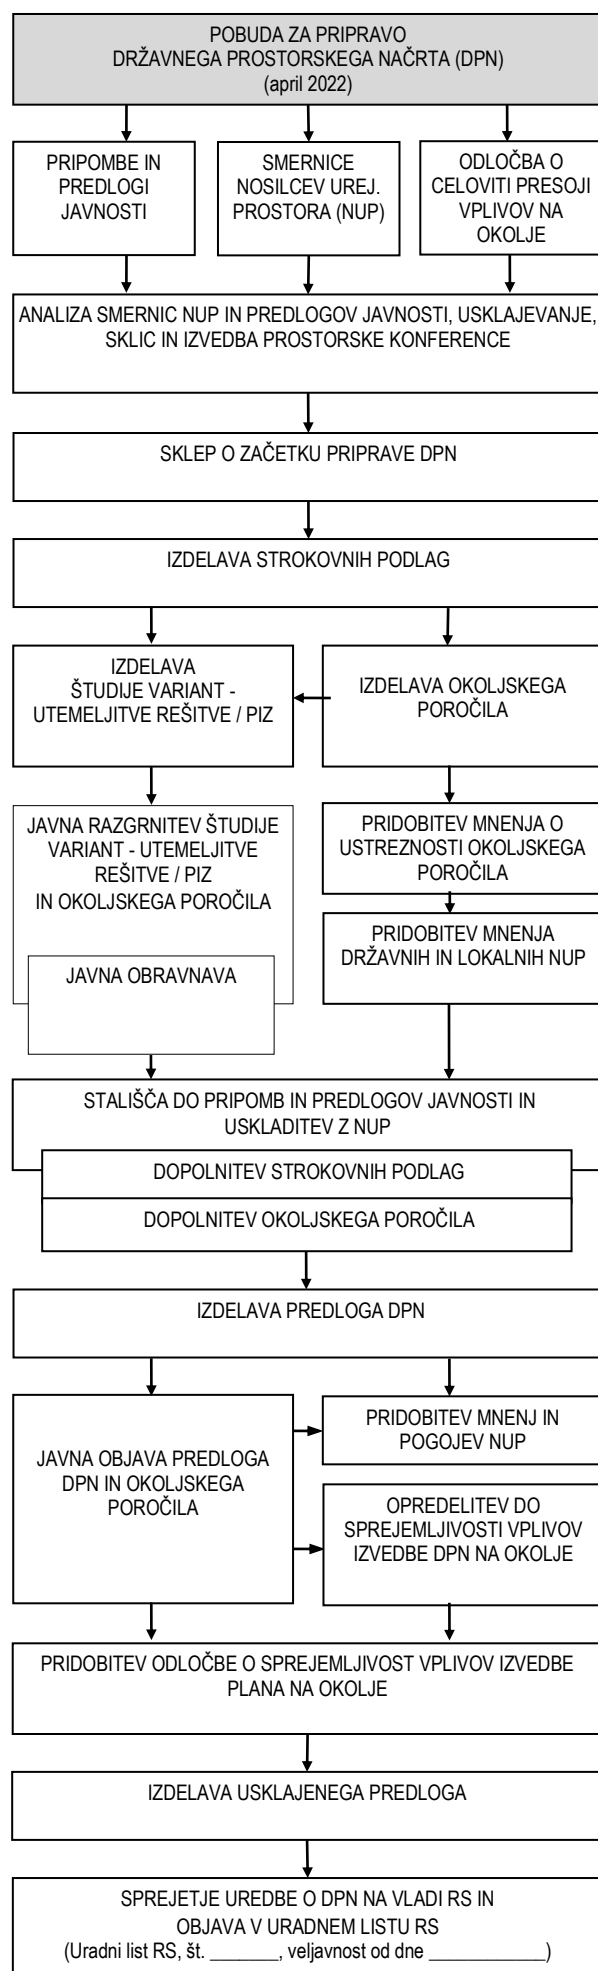 POBUDA ZA PRIPRAVO
DRŽAVNEGA PROSTORSKEGA NAČRTA (DPN)
(april 2022)
PRIPOMBE IN
PREDLOGI
JAVNOSTI
SMERNICE
NOSILCEV UREJ.
PROSTORA (NUP)
ODLOČBA O
CELOVITI PRESOJI
VPLIVOV NA
OKOLJE
ANALIZA SMERNIC NUP IN PREDLOGOV JAVNOSTI, USKLAJEVANJE,
SKLIC IN IZVEDBA PROSTORSKE KONFERENCE
SKLEP O ZAČETKU PRIPRAVE DPN
IZDELAVA STROKOVNIH PODLAG
IZDELAVA
ŠTUDIJE VARIANT -
UTEMELJITVE REŠITVE / PIZ
IZDELAVA OKOLJSKEGA
POROČILA
JAVNA RAZGRNITEV ŠTUDIJE
VARIANT - UTEMELJITVE
REŠITVE / PIZ
IN OKOLJSKEGA POROČILA
JAVNA OBRAVNAVA
PRIDOBITEV MNENJA O
USTREZNOSTI OKOLJSKEGA
POROČILA
PRIDOBITEV MNENJA
DRŽAVNIH IN LOKALNIH NUP
STALIŠČA DO PRIPOMB IN PREDLOGOV JAVNOSTI IN
USKLADITEV Z NUP
DOPOLNITEV STROKOVNIH PODLAG
DOPOLNITEV OKOLJSKEGA POROČILA
IZDELAVA PREDLOGA DPN
JAVNA OBJAVA PREDLOGA
DPN IN OKOLJSKEGA
POROČILA
PRIDOBITEV MNENJ IN
POGOJEV NUP
OPREDELITEV DO
SPREJEMLJIVOSTI VPLIVOV
IZVEDBE DPN NA OKOLJE
PRIDOBITEV ODLOČBE O SPREJEMLJIVOST VPLIVOV IZVEDBE
PLANA NA OKOLJE
IZDELAVA USKLAJENEGA PREDLOGA
SPREJETJE UREDBE O DPN NA VLADI RS IN
OBJAVA V URADNEM LISTU RS
(Uradni list RS, št. _______, veljavnost od dne ____________)